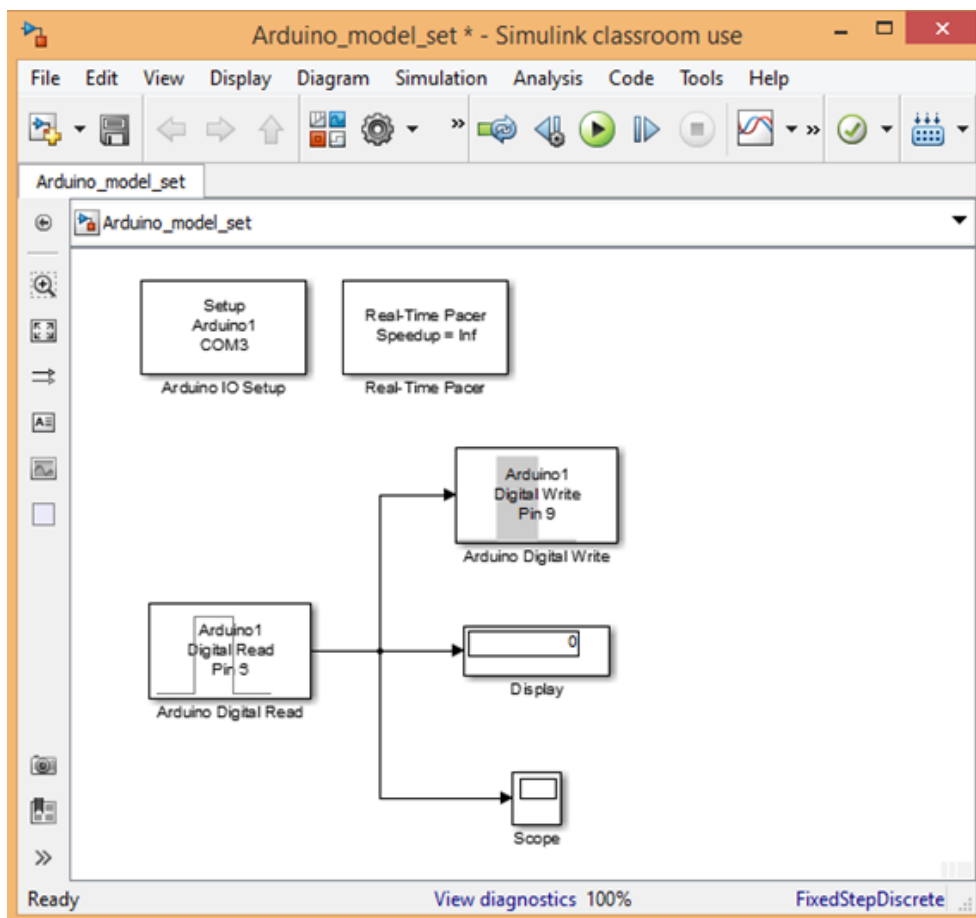 Arduino_model_set * - Simulink classroom use
File Edit View Display Diagram Simulation Analysis Code Tools Help
Arduino_model_set
Arduino_model_set
Setup
Arduino1
COM3
Arduino IO Setup
Real-Time Pacer
Speedup = Inf
Real-Time Pacer
Arduino1
Digital Write
Pin 9
Arduino Digital Write
Arduino1
Digital Read
Pin
Arduino Digital Read
0
Display
Scope
Ready View diagnostics 100% FixedStepDiscrete